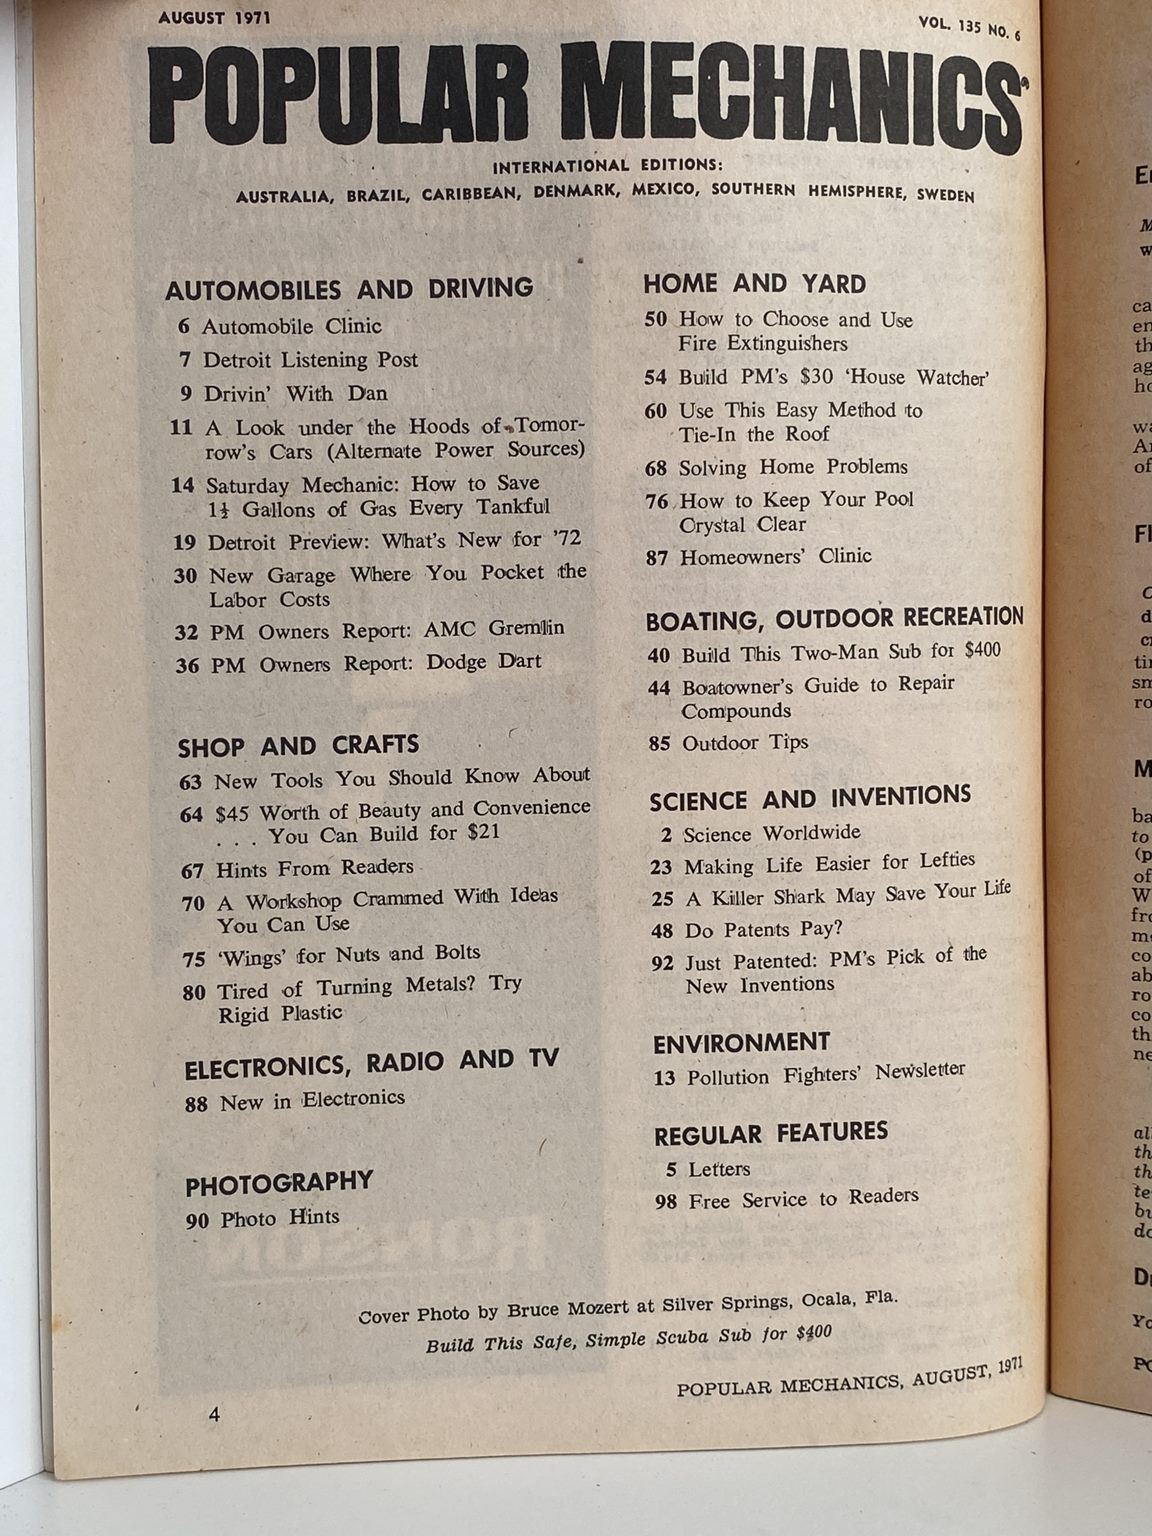 AUGUST 1971
VOL. 135 NO. 6
POPULAR MECHANICS®
INTERNATIONAL EDITIONS:
AUSTRALIA, BRAZIL, CARIBBEAN, DENMARK, MEXICO, SOUTHERN HEMISPHERE, SWEDEN
AUTOMOBILES AND DRIVING
6 Automobile Clinic
7 Detroit Listening Post
9 Drivin' With Dan
11 A Look under the Hoods of Tomor-
row's Cars (Alternate Power Sources)
14 Saturday Mechanic: How to Save
1½ Gallons of Gas Every Tankful
19 Detroit Preview: What's New for '72
30 New Garage Where You Pocket the
Labor Costs
32 PM Owners Report: AMC Gremlin
36 PM Owners Report: Dodge Dart
SHOP AND CRAFTS
63 New Tools You Should Know About
64 $45 Worth of Beauty and Convenience
. . . You Can Build for $21
67 Hints From Readers
70 A Workshop Crammed With Ideas
You Can Use
75 'Wings' for Nuts and Bolts
80 Tired of Turning Metals? Try
Rigid Plastic
ELECTRONICS, RADIO AND TV
88 New in Electronics
PHOTOGRAPHY
90 Photo Hints
HOME AND YARD
50 How to Choose and Use
Fire Extinguishers
54 Build PM's $30 'House Watcher'
60 Use This Easy Method to
Tie-In the Roof
68 Solving Home Problems
76 How to Keep Your Pool
Crystal Clear
87 Homeowners' Clinic
BOATING, OUTDOOR RECREATION
40 Build This Two-Man Sub for $400
44 Boatowner's Guide to Repair
Compounds
85 Outdoor Tips
SCIENCE AND INVENTIONS
2 Science Worldwide
23 Making Life Easier for Lefties
25 A Killer Shark May Save Your Life
48 Do Patents Pay?
92 Just Patented: PM's Pick of the
New Inventions
ENVIRONMENT
13 Pollution Fighters' Newsletter
REGULAR FEATURES
5 Letters
98 Free Service to Readers
Cover Photo by Bruce Mozert at Silver Springs, Ocala, Fla.
Build This Safe, Simple Scuba Sub for $400
POPULAR MECHANICS, AUGUST, 1971
4